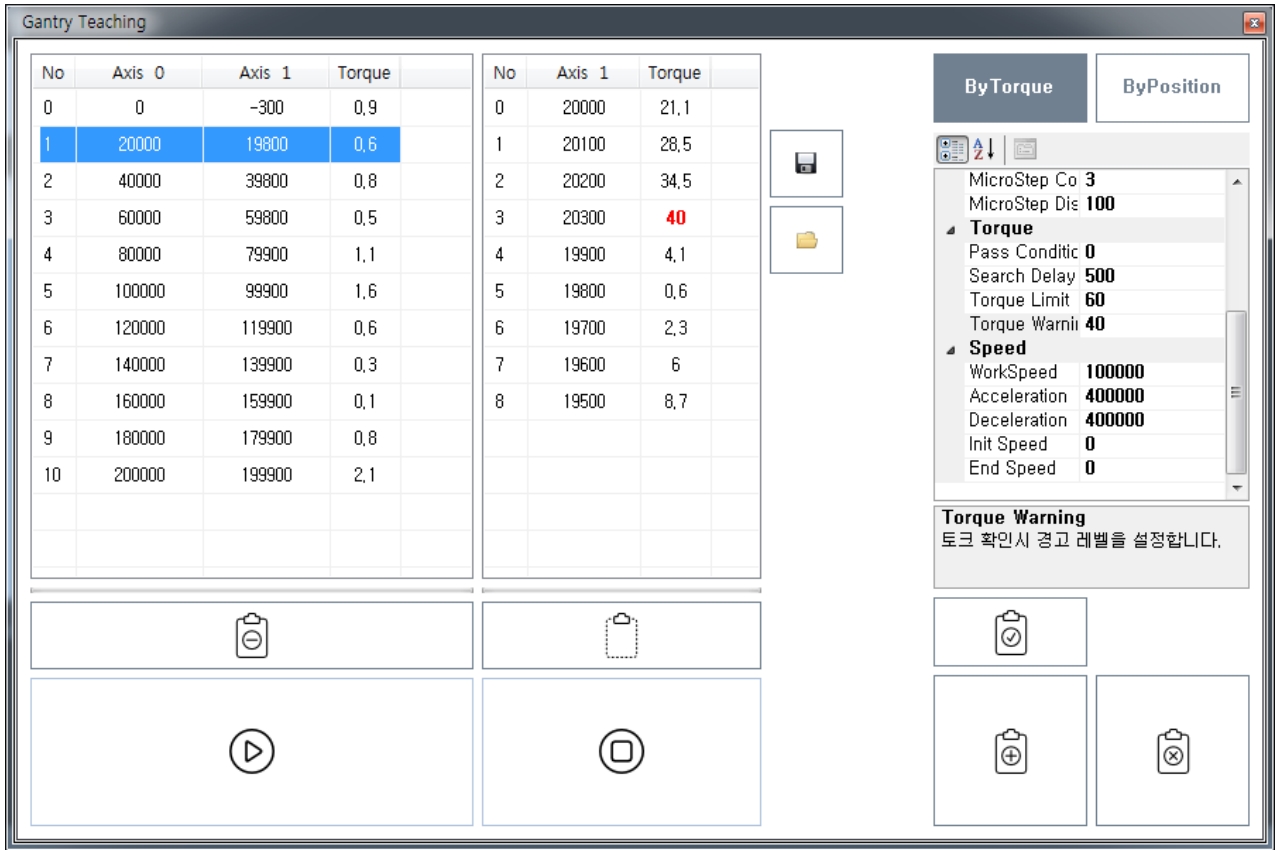 Gantry Teaching
No Axis 0 Axis 1 Torque
0 0 -300 0,9
1 20000 19800 0,6
2 40000 39800 0,8
3 60000 59800 0,5
4 80000 79900 1,1
5 100000 99900 1,6
6 120000 119900 0,6
7 140000 139900 0,3
8 160000 159900 0,1
9 180000 179900 0,8
10 200000 199900 2,1
No Axis 1 Torque
0 20000 21,1
1 20100 28,5
2 20200 34,5
3 20300 40
4 19900 4,1
5 19800 0,6
6 19700 2,3
7 19600 6
8 19500 8,7
ByTorque ByPosition
MicroStep Co 3
MicroStep Dis 100
Torque
Pass Conditic 0
Search Delay 500
Torque Limit 60
Torque Warnii 40
Speed
WorkSpeed 100000
Acceleration 400000
Deceleration 400000
Init Speed 0
End Speed 0
Torque Warning
토크 확인시 경고 레벨을 설정합니다.